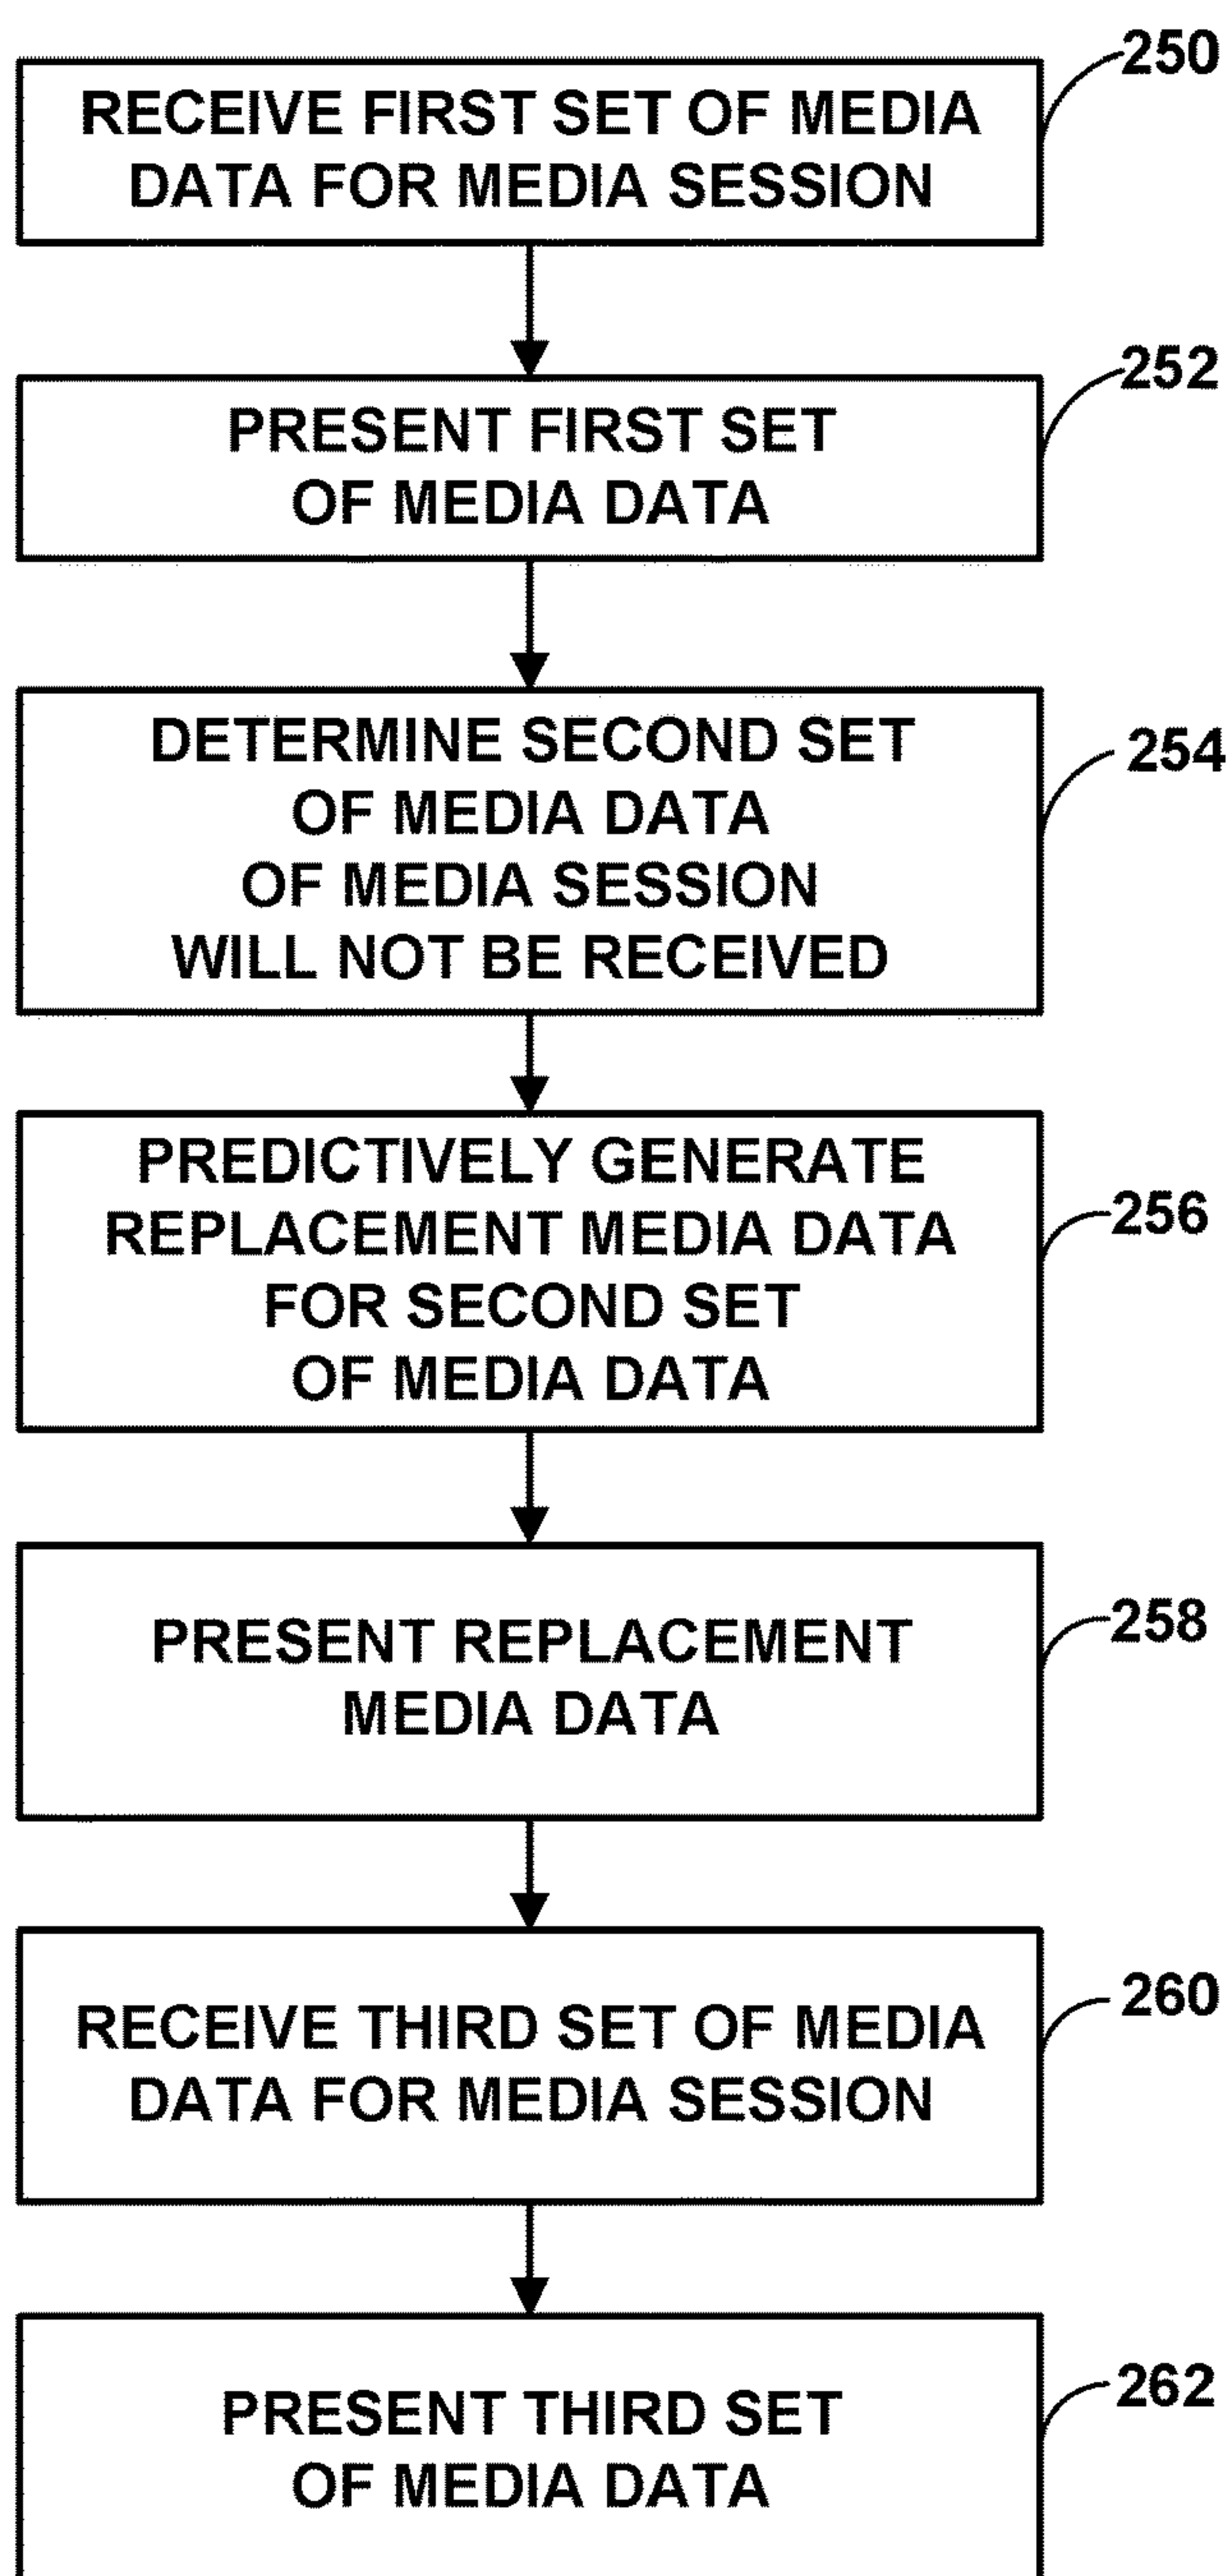 250
RECEIVE FIRST SET OF MEDIA
DATA FOR MEDIA SESSION
252
PRESENT FIRST SET
OF MEDIA DATA
254
DETERMINE SECOND SET
OF MEDIA DATA
OF MEDIA SESSION
WILL NOT BE RECEIVED
256
PREDICTIVELY GENERATE
REPLACEMENT MEDIA DATA
FOR SECOND SET
OF MEDIA DATA
258
PRESENT REPLACEMENT
MEDIA DATA
260
RECEIVE THIRD SET OF MEDIA
DATA FOR MEDIA SESSION
262
PRESENT THIRD SET
OF MEDIA DATA